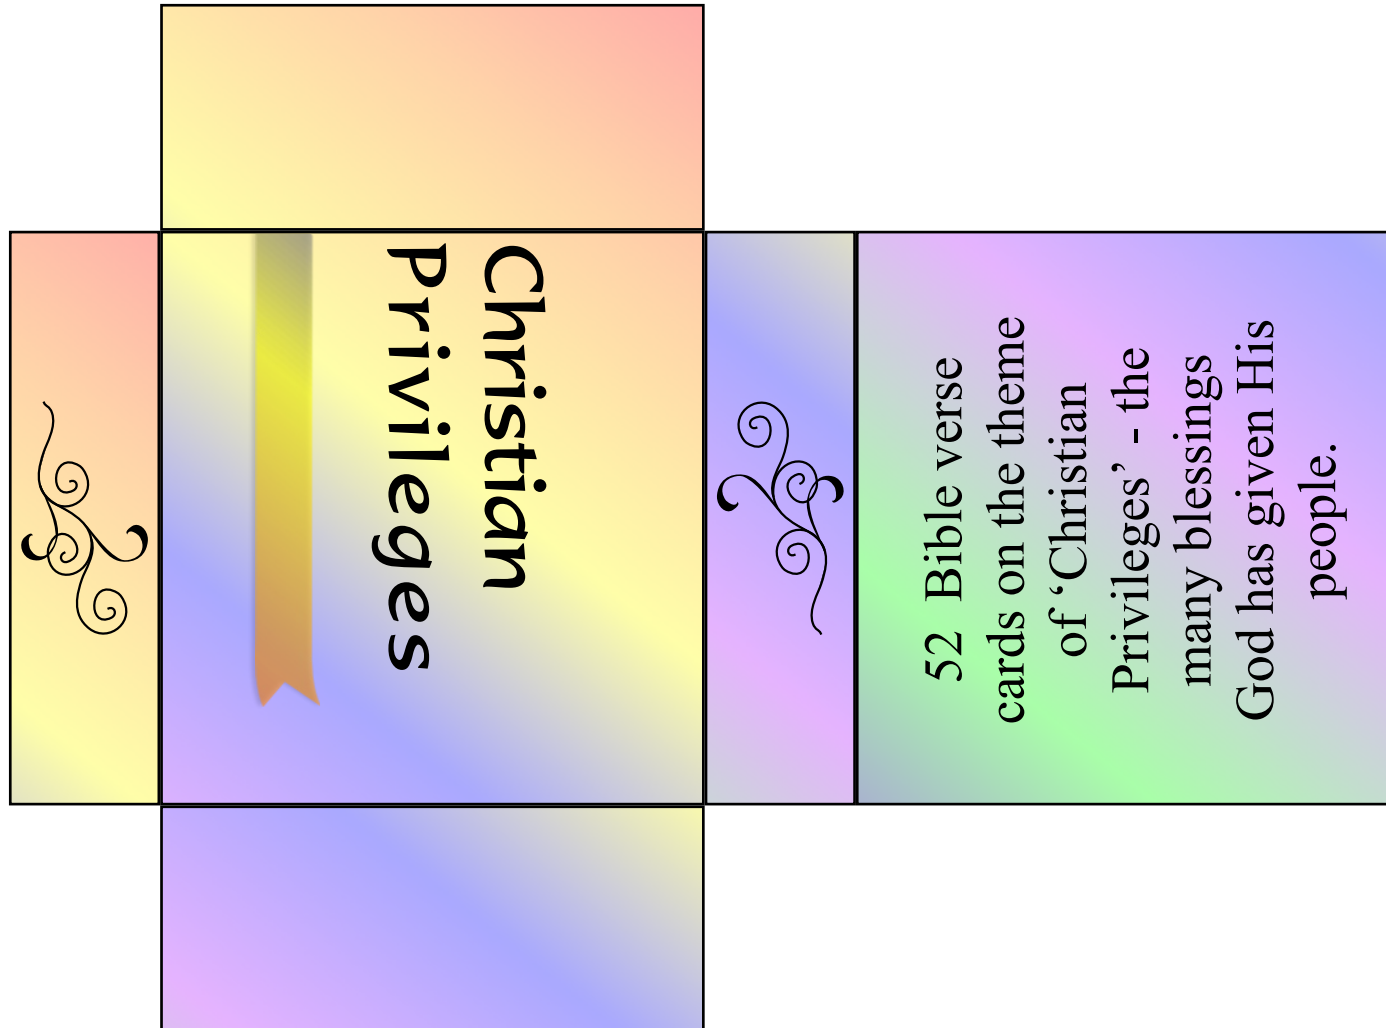 Christian
Privileges
52 Bible verse
cards on the theme
of ‘Christian
Privileges’ - the
many blessings
God has given His
people.